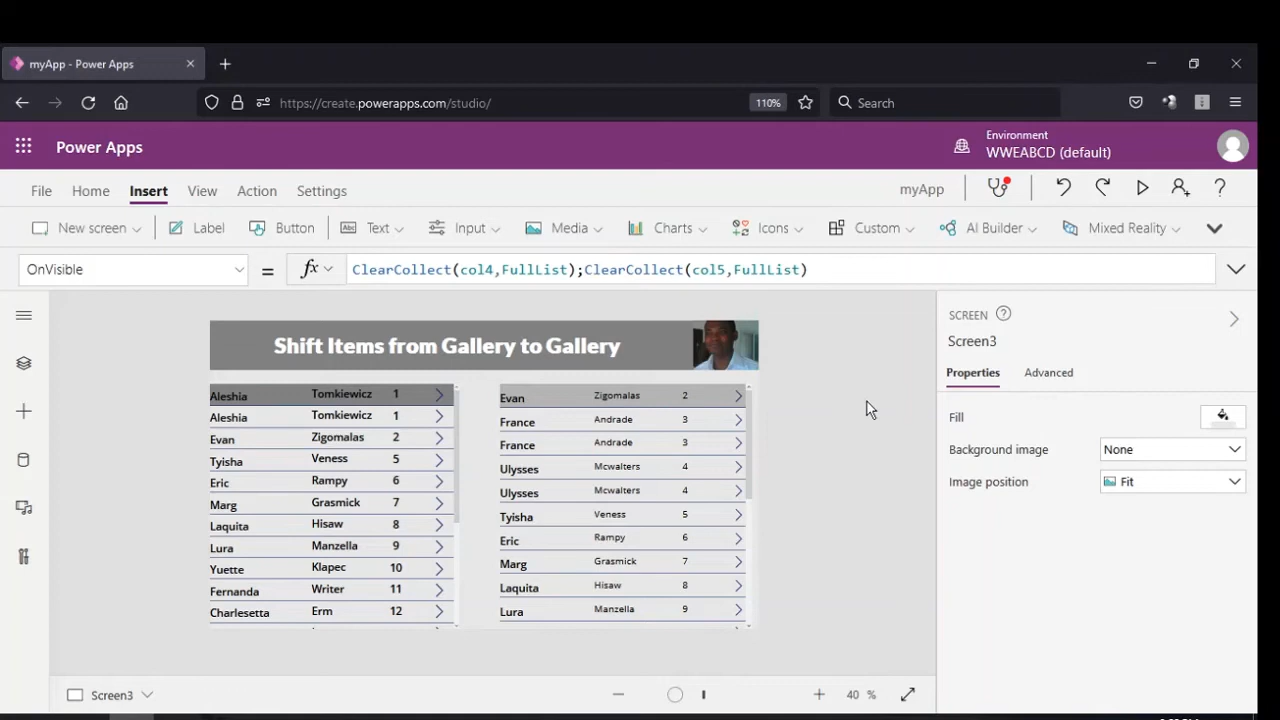 myApp - Power Apps
https://create.powerapps.com/studio/
110%
Search
Power Apps
Environment
WWEABCD (default)
File Home Insert View Action Settings
myApp
New screen Label Button Text Input Media Charts Icons Custom AI Builder Mixed Reality
OnVisible = fx ClearCollect(col4,FullList);ClearCollect(col5,FullList)
Shift Items from Gallery to Gallery
Aleshia Tomkiewicz 1
Aleshia Tomkiewicz 1
Evan Zigomalas 2
Tyisha Veness 5
Eric Rampy 6
Marg Grasmick 7
Laquita Hisaw 8
Lura Manzella 9
Yuette Klapec 10
Fernanda Writer 11
Charlesetta Erm 12
Evan Zigomalas 2
France Andrade 3
France Andrade 3
Ulysses Mcwalters 4
Ulysses Mcwalters 4
Tyisha Veness 5
Eric Rampy 6
Marg Grasmick 7
Laquita Hisaw 8
Lura Manzella 9
SCREEN
Screen3
Properties Advanced
Fill
Background image None
Image position Fit
Screen3
40 %